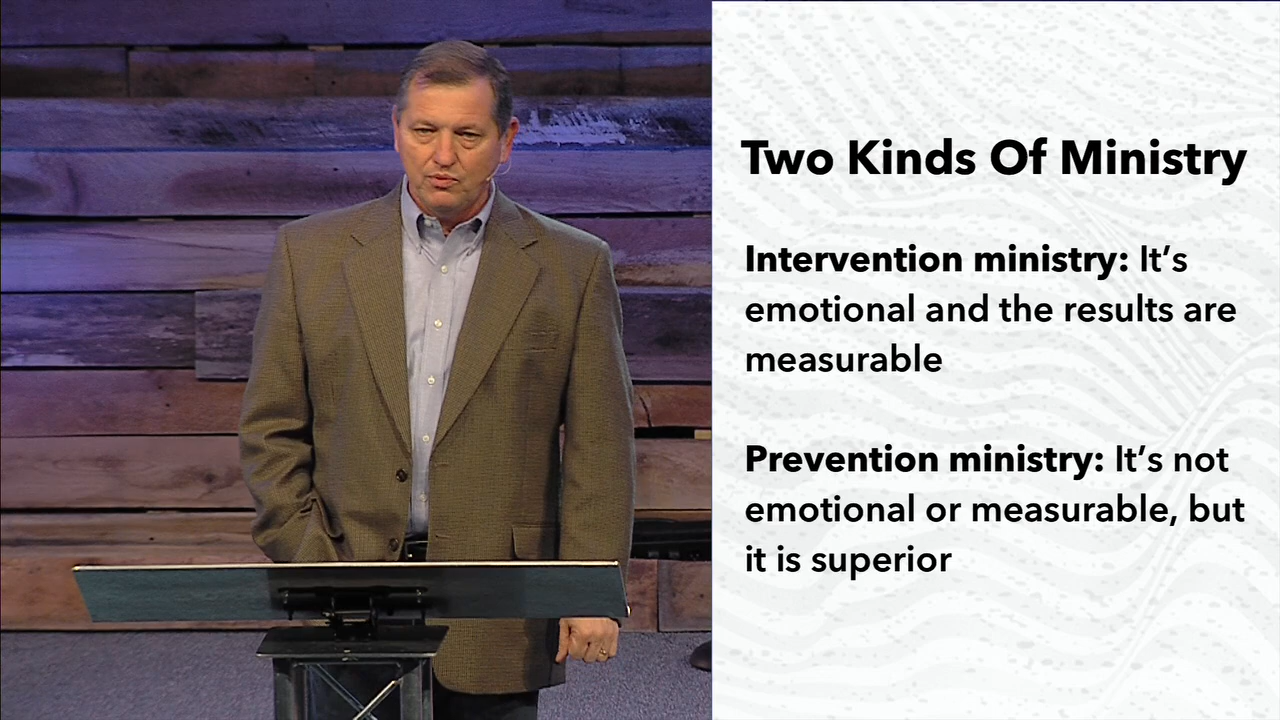 Two Kinds Of Ministry
Intervention ministry: It’s
emotional and the results are
measurable
Prevention ministry: It’s not
emotional or measurable, but
it is superior